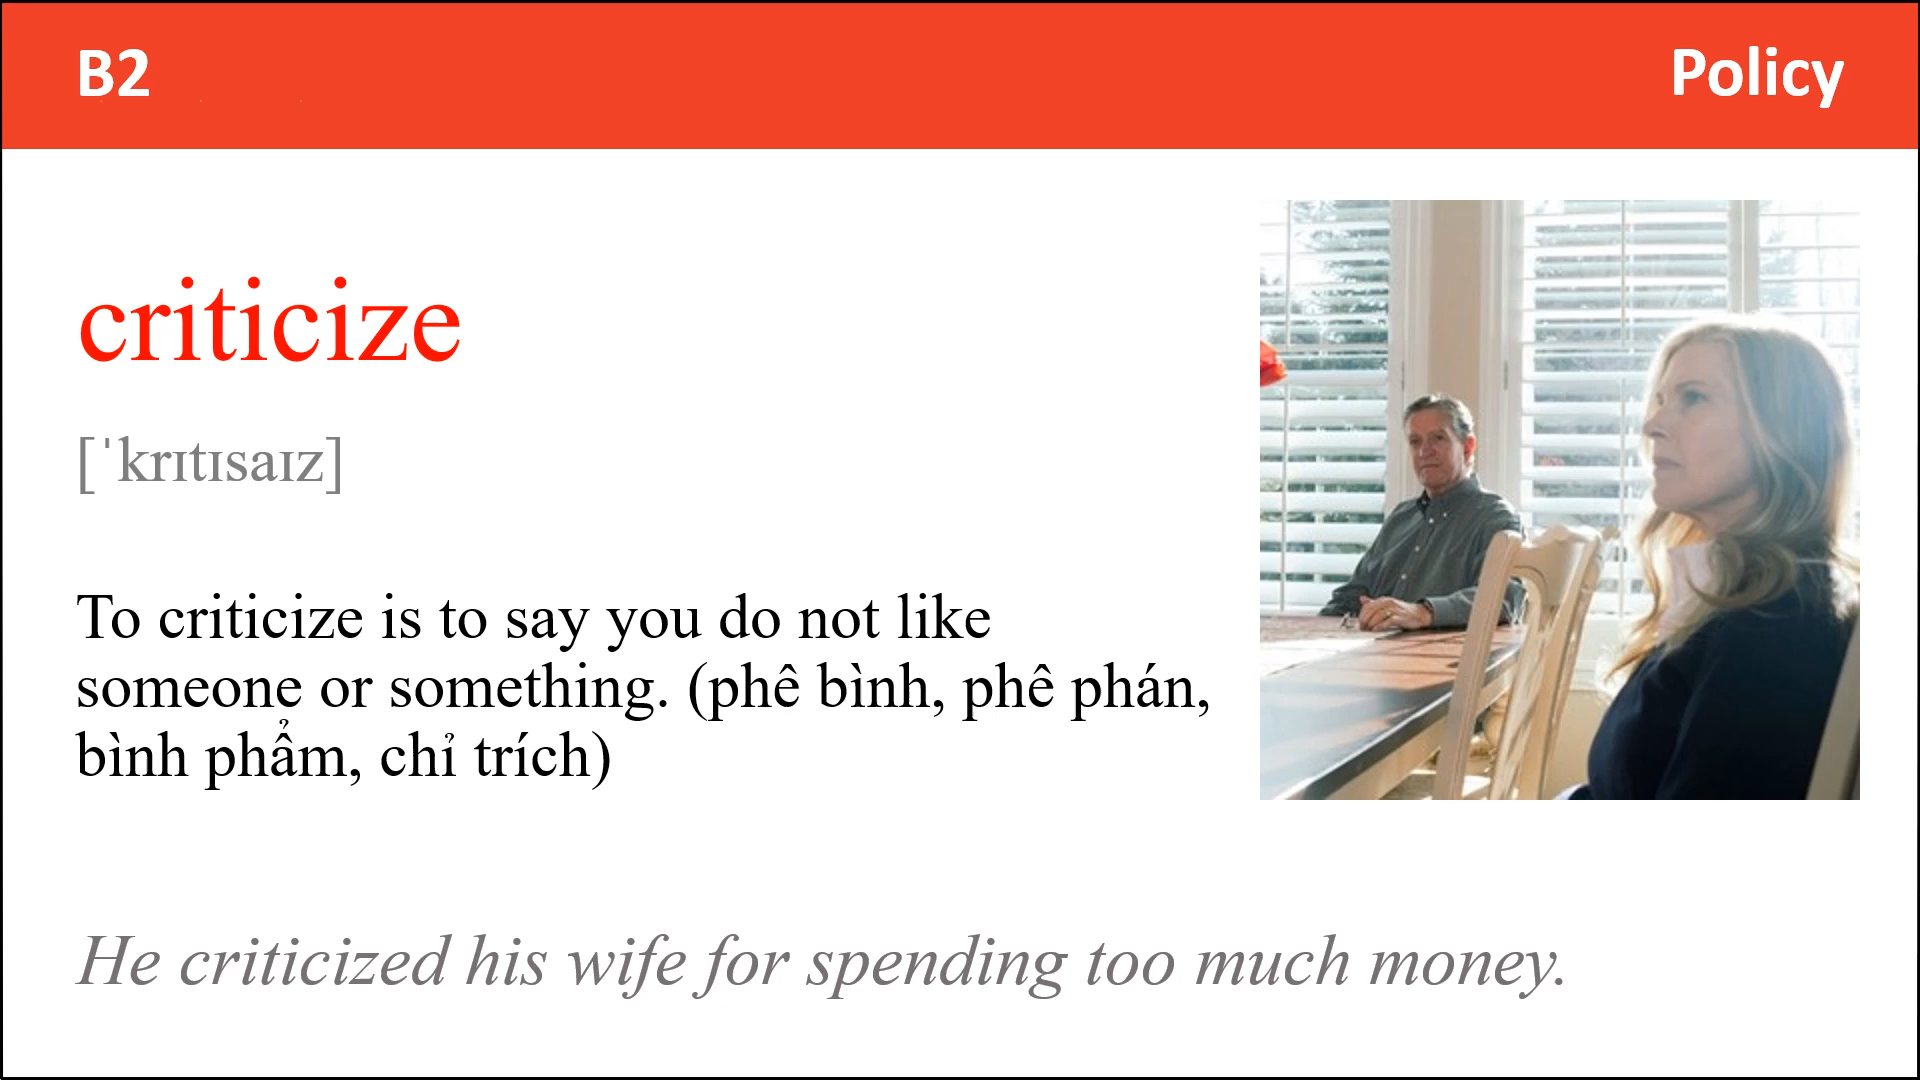 B2
Policy
criticize
[ˈkrɪtɪsaɪz]
To criticize is to say you do not like
someone or something. (phê bình, phê phán,
bình phẩm, chỉ trích)
He criticized his wife for spending too much money.